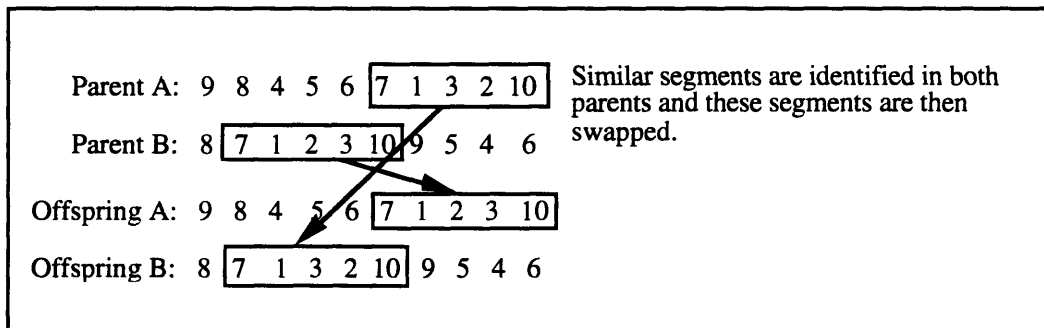 Parent A: 9 8 4 5 6 7 1 3 2 10
Similar segments are identified in both
parents and these segments are then
swapped.
Parent B: 8 7 1 2 3 10 9 5 4 6
Offspring A: 9 8 4 5 6 7 1 2 3 10
Offspring B: 8 7 1 3 2 10 9 5 4 6